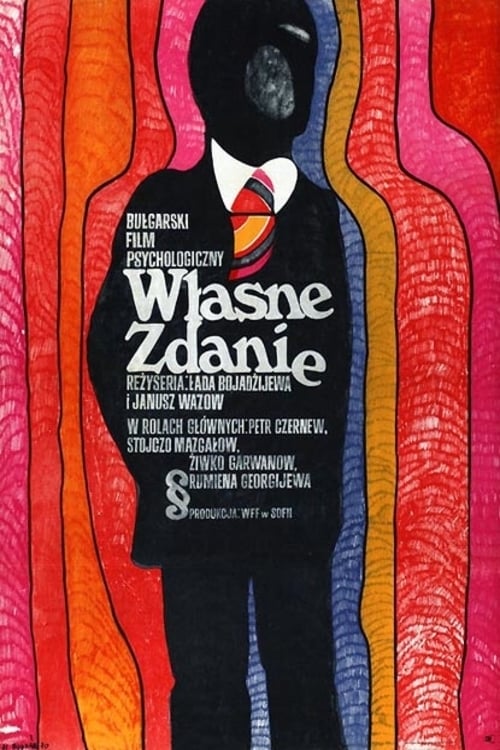 BUŁGARSKI
FILM
PSYCHOLOGICZNY
Własne
Zdanie
REŻYSERIA: ŁADA BOJADŻIJEWA
i JANUSZ WAZOW
W ROLACH GŁÓWNYCH: PETR CZERNEW,
STOJCZO MAZGAŁOW,
ŻIWKO GARWANOW,
§ RUMIENA GEORGIJEWA
PRODUKCJA: WFF w SOFII